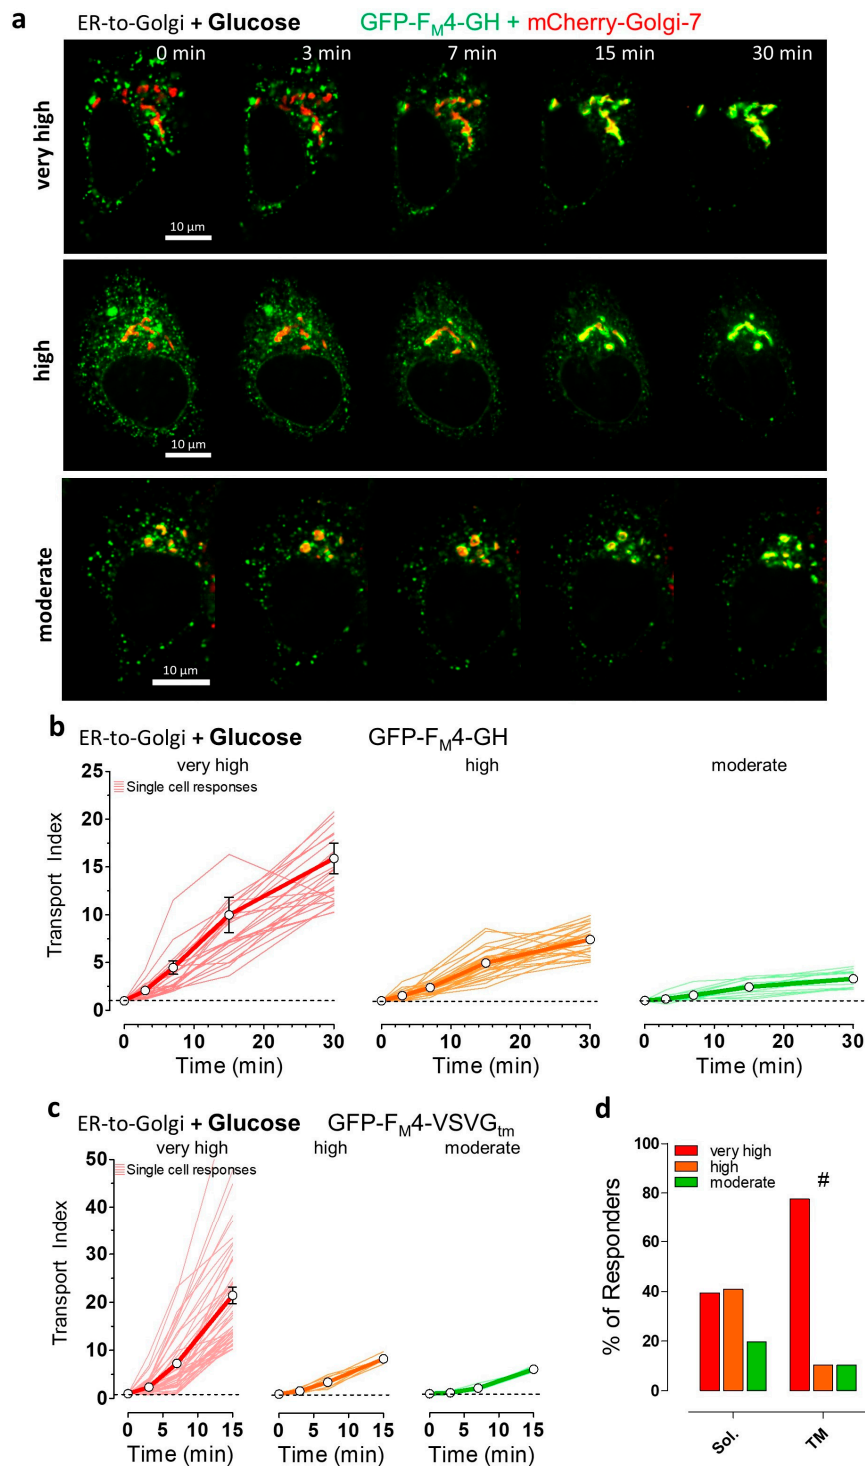 a
ER-to-Golgi + Glucose GFP-FM4-GH + mCherry-Golgi-7
0 min 3 min 7 min 15 min 30 min
very high
10 µm
high
10 µm
moderate
10 µm
b
ER-to-Golgi + Glucose GFP-FM4-GH
very high high moderate
Single cell responses
Transport Index
25
20
15
10
5
0
0 10 20 30 0 10 20 30 0 10 20 30
Time (min) Time (min) Time (min)
c
ER-to-Golgi + Glucose GFP-FM4-VSVGtm
very high high moderate
Single cell responses
Transport Index
50
40
30
20
10
0
0 5 10 15 0 5 10 15 0 5 10 15
Time (min) Time (min) Time (min)
d
very high
high
moderate
#
% of Responders
100
80
60
40
20
0
Sol. TM